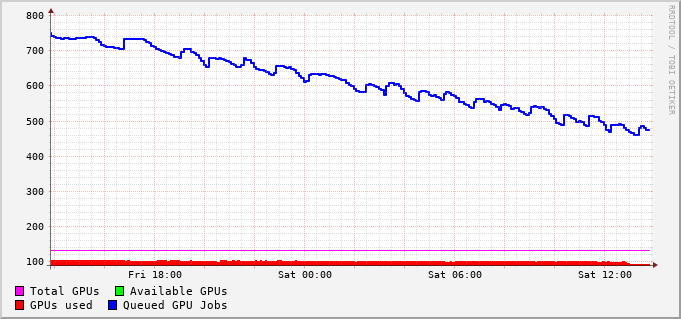 800
700
600
500
400
300
200
100
Fri 18:00 Sat 00:00 Sat 06:00 Sat 12:00
Total GPUs Available GPUs
GPUs used Queued GPU Jobs
RRDTOOL / TOBI OETIKER